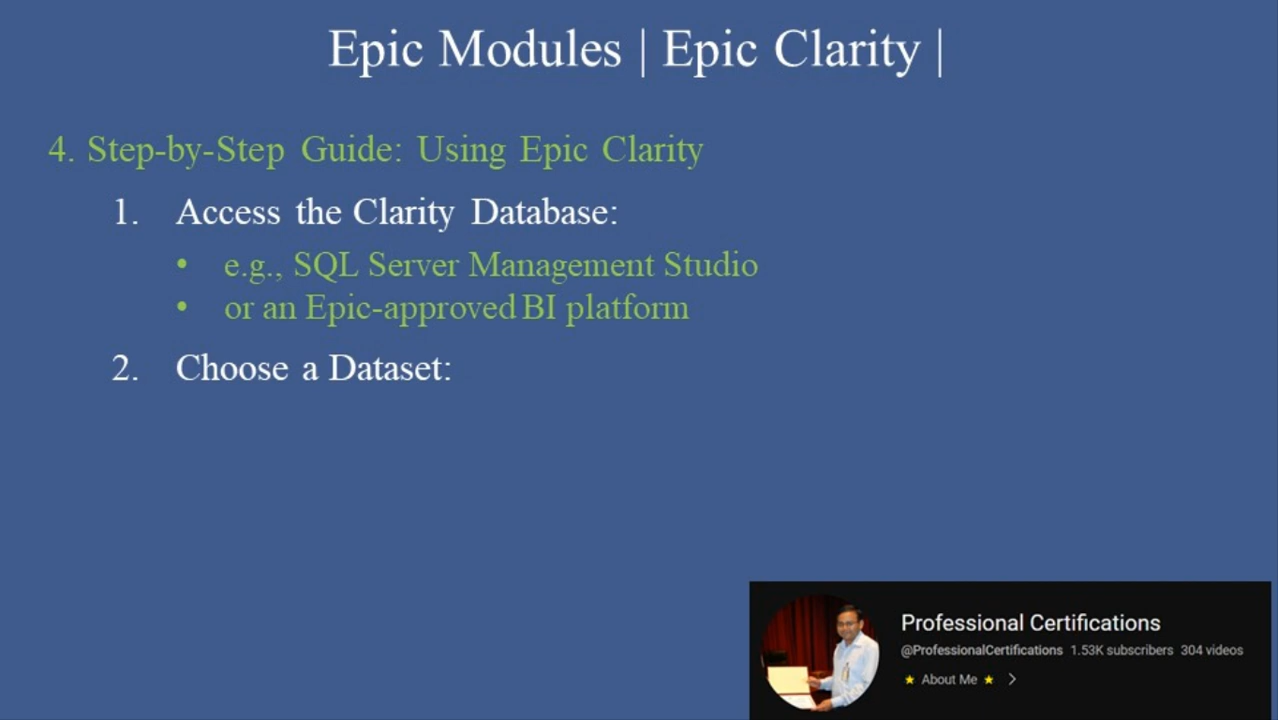 Epic Modules | Epic Clarity |
4. Step-by-Step Guide: Using Epic Clarity
1. Access the Clarity Database:
• e.g., SQL Server Management Studio
• or an Epic-approved BI platform
2. Choose a Dataset:
Professional Certifications
@ProfessionalCertifications 1.53K subscribers 304 videos
★ About Me ★ >